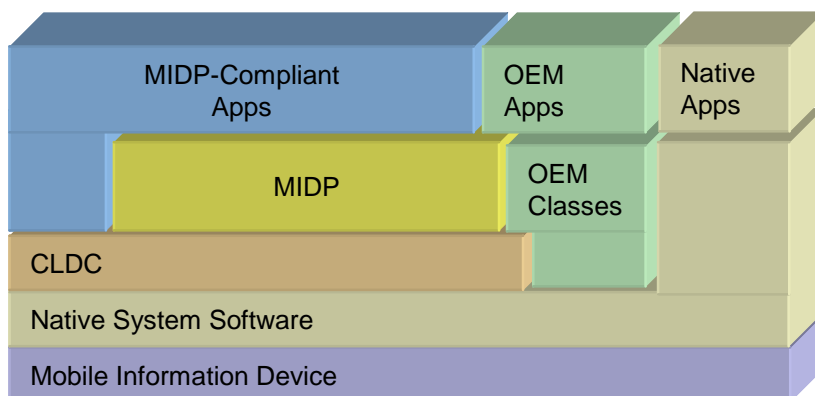 MIDP-Compliant
Apps
OEM
Apps
Native
Apps
MIDP
OEM
Classes
CLDC
Native System Software
Mobile Information Device